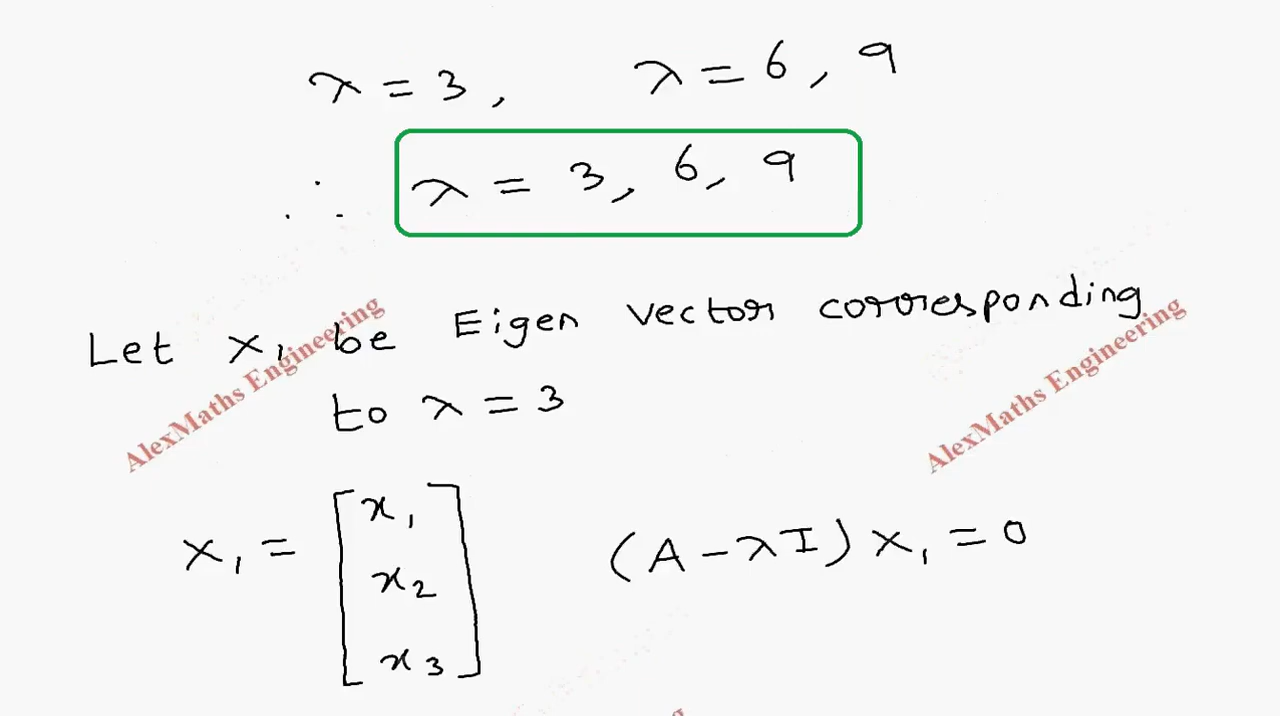 λ = 3, λ = 6, 9
∴ λ = 3, 6, 9
Let X₁ be Eigen vector corresponding
to λ = 3
AlexMaths Engineering
AlexMaths Engineering
X₁ = [x₁ x₂ x₃] (A - λI) X₁ = 0